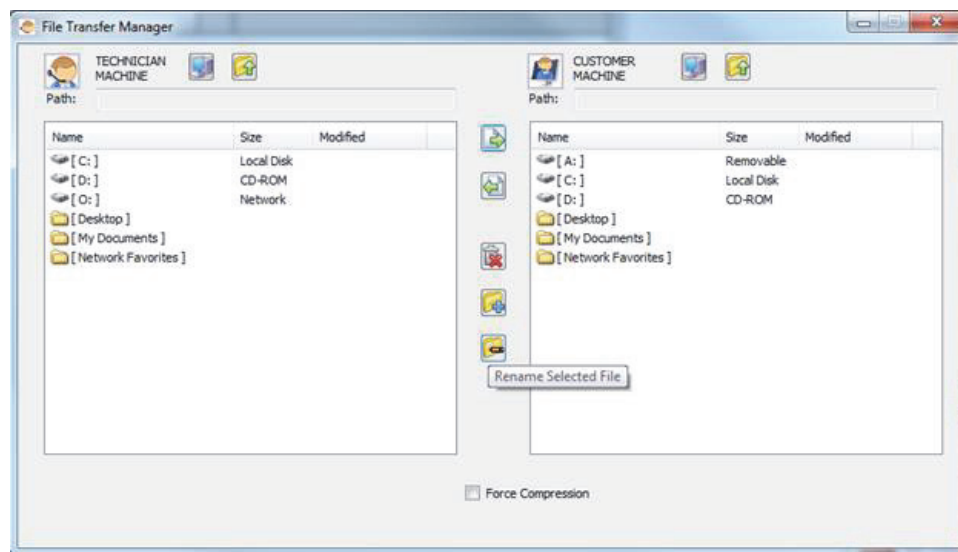 File Transfer Manager
TECHNICIAN
MACHINE
Path:
Name Size Modified
[ C: ] Local Disk
[ D: ] CD-ROM
[ O: ] Network
[ Desktop ]
[ My Documents ]
[ Network Favorites ]
CUSTOMER
MACHINE
Path:
Name Size Modified
[ A: ] Removable
[ C: ] Local Disk
[ D: ] CD-ROM
[ Desktop ]
[ My Documents ]
[ Network Favorites ]
Rename Selected File
Force Compression